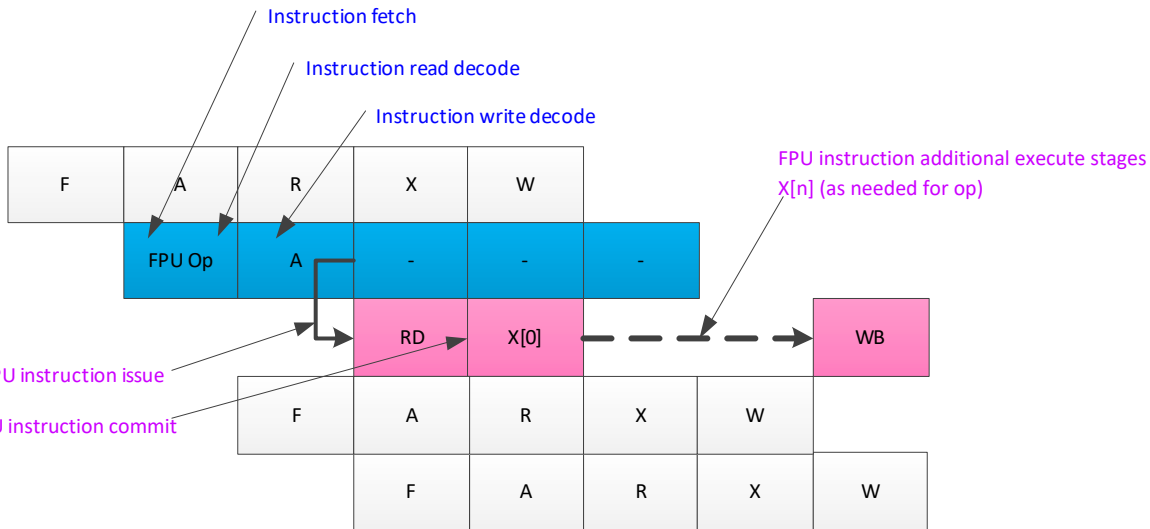 Instruction fetch
Instruction read decode
Instruction write decode
FPU instruction additional execute stages
X[n] (as needed for op)
F A R X W
FPU Op A - - -
RD X[0] WB
PU instruction issue
U instruction commit
F A R X W
F A R X W